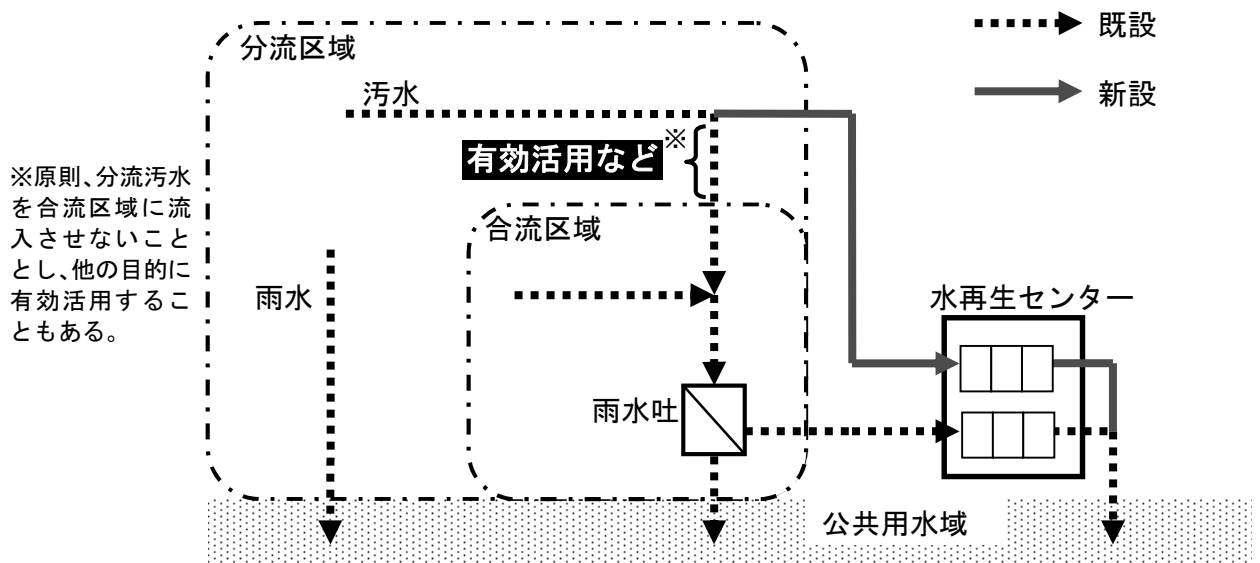 既設
新設
分流区域
汚水
有効活用など※
※原則、分流汚水
を合流区域に流
入させないこと
とし、他の目的に
有効活用するこ
ともある。
合流区域
雨水
水再生センター
雨水吐
公共用水域